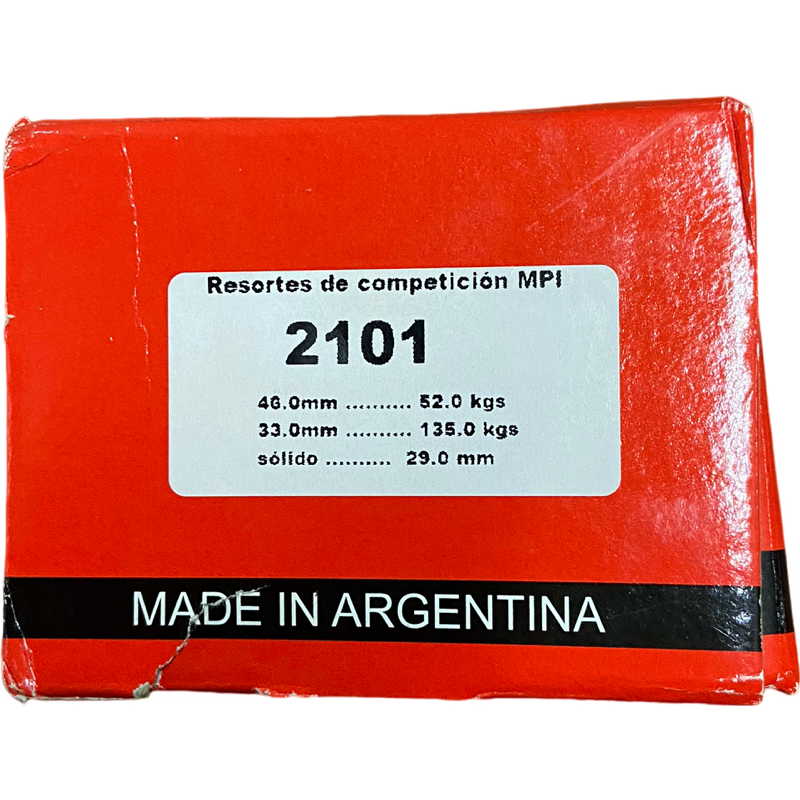 Resortes de competición MPI
2101
46.0mm .......... 52.0 kgs
33.0mm .......... 135.0 kgs
sólido .......... 29.0 mm
MADE IN ARGENTINA